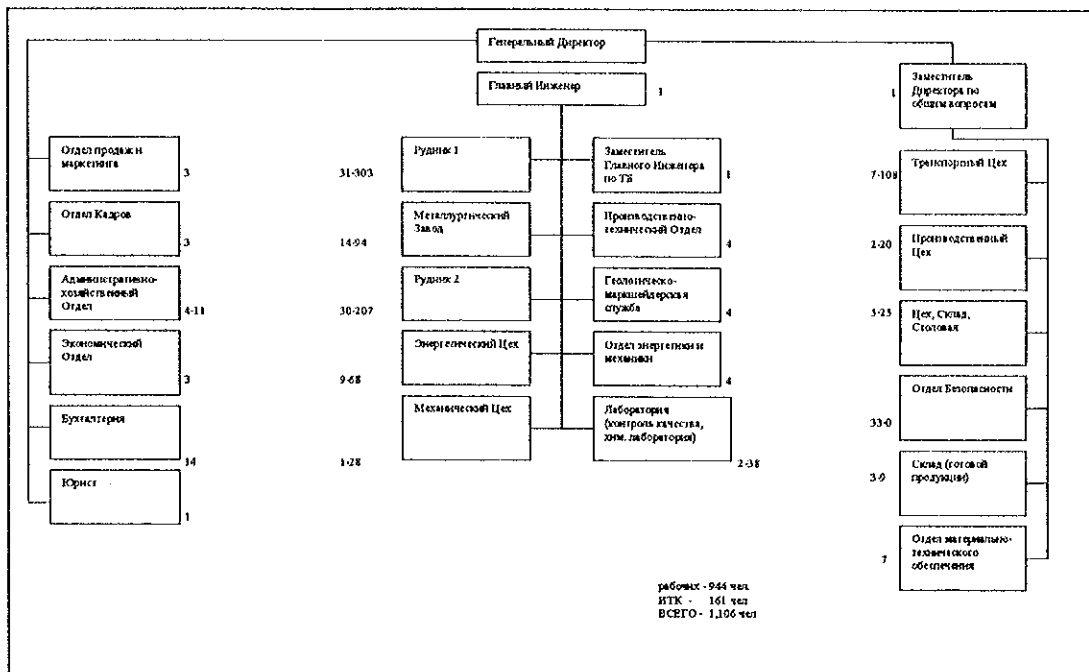 Генеральный Директор
Главный Инженер
1
1
Заместитель
Директора по
общим вопросам
Отдел продаж и
маркетинга
3
Отдел Кадров
3
Административно-
хозяйственный
Отдел
4-11
Экономический
Отдел
3
Бухгалтерия
14
Юрист
1
31-303
Рудник 1
14-94
Металлургический
Завод
30-207
Рудник 2
9-68
Энергетический Цех
1-28
Механический Цех
Заместитель
Главного Инженера
по ТБ
1
Производственно-
технический Отдел
4
Геологическо-
маркшейдерская
служба
4
Отдел энергетики и
механики
4
Лаборатория
(контроль качества,
хим. лаборатория)
2-38
7-108
Транспортный Цех
2-20
Производственный
Цех
Цех, Склад,
Столовая
33-0
Отдел Безопасности
3-9
Склад (готовой
продукции)
7
Отдел материально-
технического
обеспечения
рабочих - 944 чел
ИТК - 161 чел
ВСЕГО - 1,106 чел